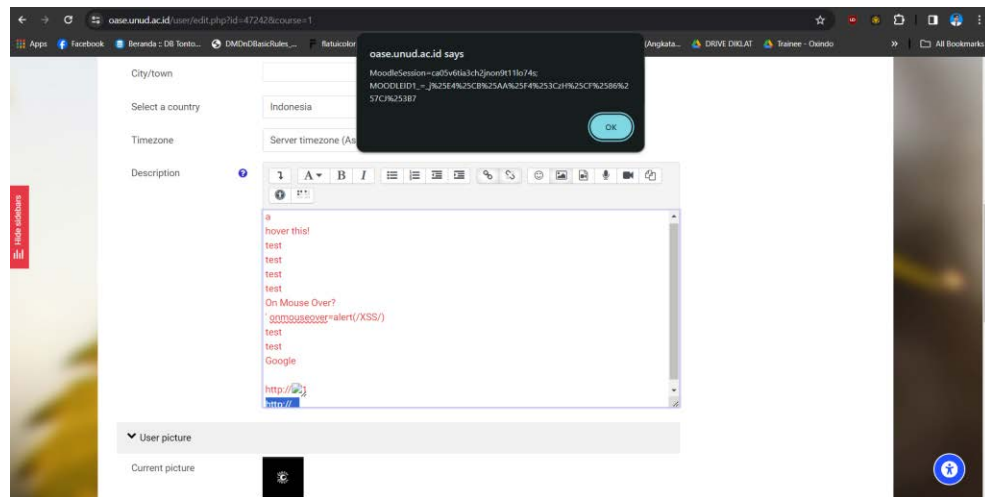 oase.unud.ac.id/user/edit.php?id=47242&course=1
Apps Facebook Beranda :: DB Tonto... DMDnDBasicRules_... flatuicolor (Angkata... DRIVE DIKLAT Trainee - Oxindo » All Bookmarks
oase.unud.ac.id says
MoodleSession=ca05v6tia3ch2jnon9t11lo74s;
MOODLEID1_=_j%25E4%25CB%25AA%25F4%253CzH%25CF%2586%2
57CJ%253B7
OK
City/town
Select a country Indonesia
Timezone Server timezone (As
Description
A B I
Hide sidebars
a
hover this!
test
test
test
test
On Mouse Over?
` onmouseover=alert(/XSS/)
test
test
Google
http://
http://
User picture
Current picture